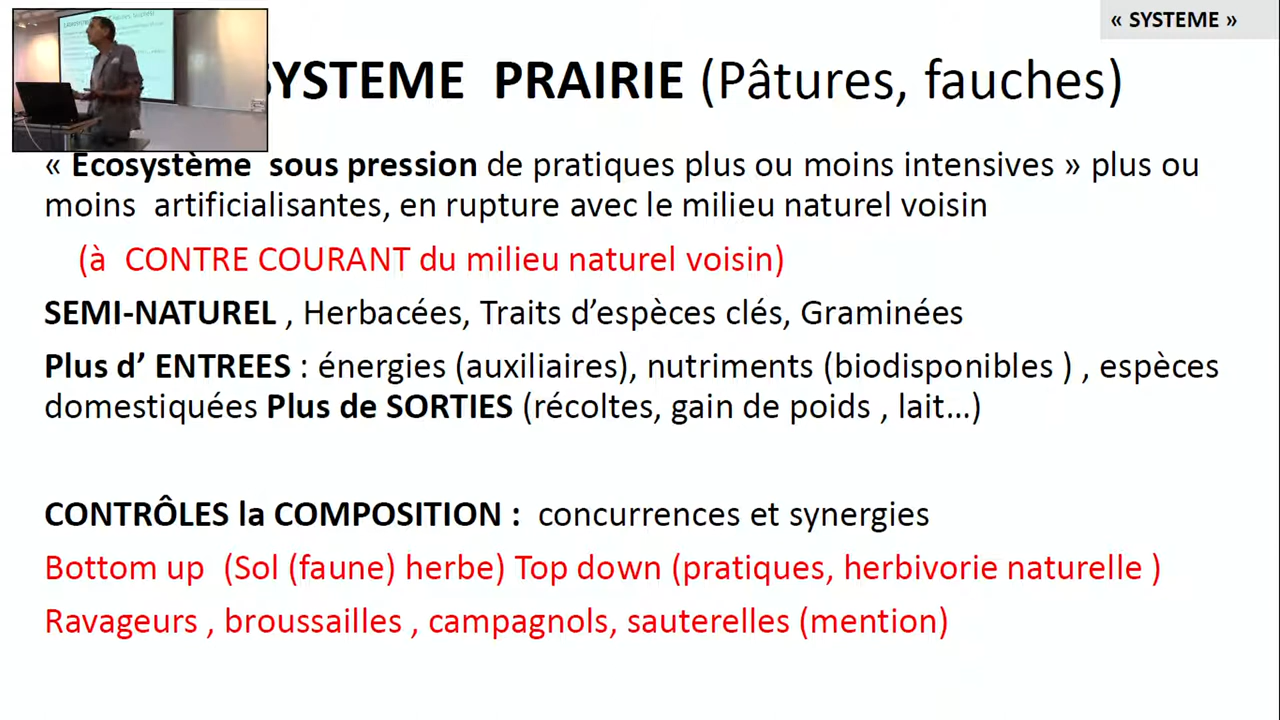 « SYSTEME »
YSTEME PRAIRIE (Pâtures, fauches)
« Ecosystème sous pression de pratiques plus ou moins intensives » plus ou
moins artificialisantes, en rupture avec le milieu naturel voisin
(à CONTRE COURANT du milieu naturel voisin)
SEMI-NATUREL , Herbacées, Traits d’espèces clés, Graminées
Plus d’ ENTREES : énergies (auxiliaires), nutriments (biodisponibles ) , espèces
domestiquées Plus de SORTIES (récoltes, gain de poids , lait…)
CONTRÔLES la COMPOSITION : concurrences et synergies
Bottom up (Sol (faune) herbe) Top down (pratiques, herbivorie naturelle )
Ravageurs , broussailles , campagnols, sauterelles (mention)